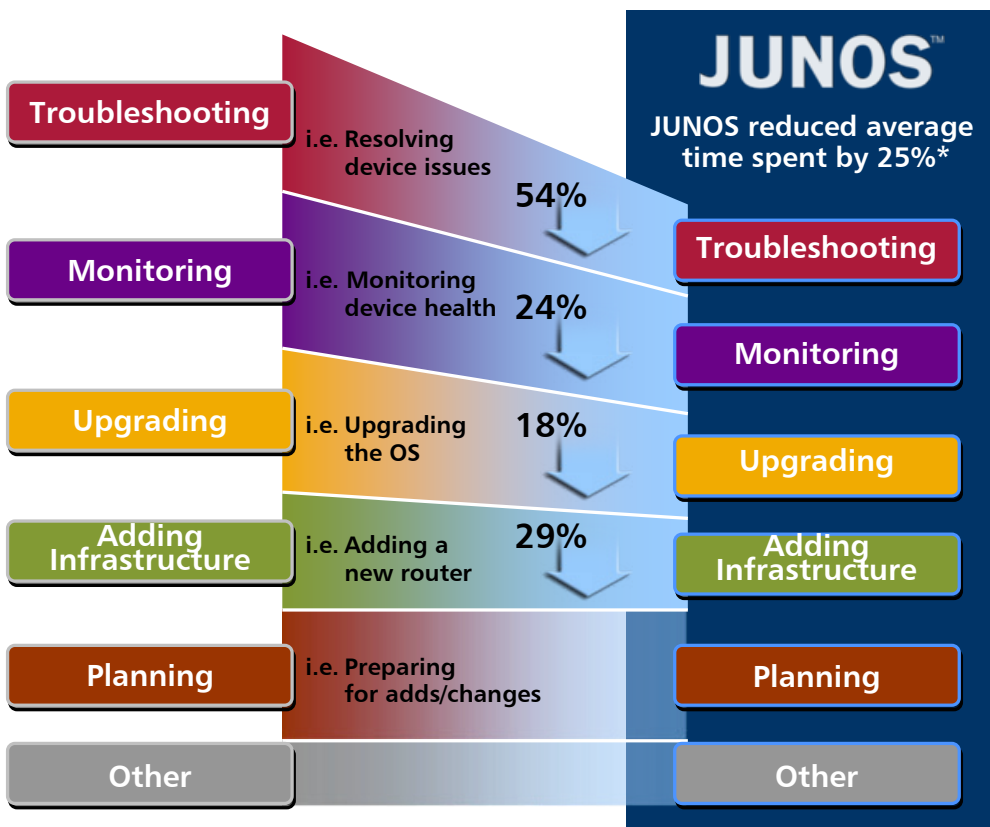 JUNOS™
JUNOS reduced average
time spent by 25%*
Troubleshooting
i.e. Resolving
device issues
54%
Troubleshooting
Monitoring
i.e. Monitoring
device health
24%
Monitoring
Upgrading
i.e. Upgrading
the OS
18%
Upgrading
Adding
Infrastructure
i.e. Adding a
new router
29%
Adding
Infrastructure
Planning
i.e. Preparing
for adds/changes
Planning
Other
Other